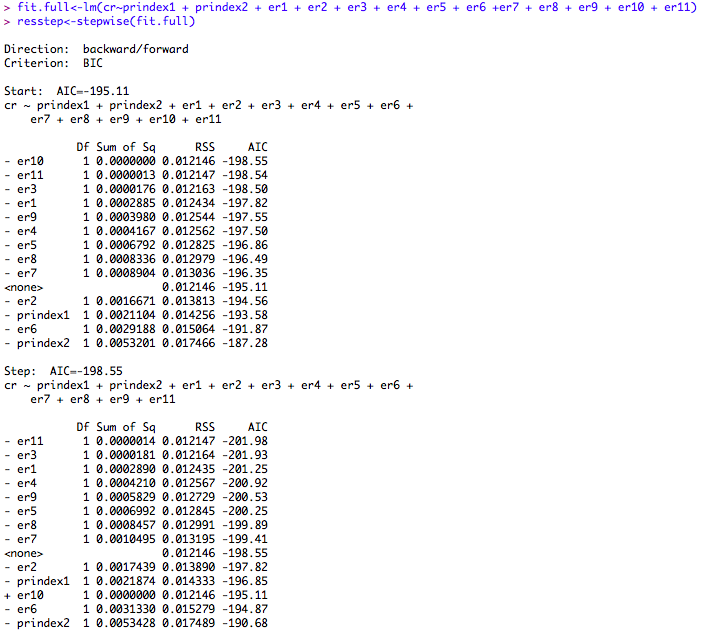 > fit.full<-lm(cr~prindex1 + prindex2 + er1 + er2 + er3 + er4 + er5 + er6 +er7 + er8 + er9 + er10 + er11)
> resstep<-stepwise(fit.full)
Direction:  backward/forward
Criterion:  BIC
Start:  AIC=-195.11
cr ~ prindex1 + prindex2 + er1 + er2 + er3 + er4 + er5 + er6 +
    er7 + er8 + er9 + er10 + er11
           Df Sum of Sq      RSS     AIC
- er10      1 0.0000000 0.012146 -198.55
- er11      1 0.0000013 0.012147 -198.54
- er3       1 0.0000176 0.012163 -198.50
- er1       1 0.0002885 0.012434 -197.82
- er9       1 0.0003980 0.012544 -197.55
- er4       1 0.0004167 0.012562 -197.50
- er5       1 0.0006792 0.012825 -196.86
- er8       1 0.0008336 0.012979 -196.49
- er7       1 0.0008904 0.013036 -196.35
<none>                  0.012146 -195.11
- er2       1 0.0016671 0.013813 -194.56
- prindex1  1 0.0021104 0.014256 -193.58
- er6       1 0.0029188 0.015064 -191.87
- prindex2  1 0.0053201 0.017466 -187.28
Step:  AIC=-198.55
cr ~ prindex1 + prindex2 + er1 + er2 + er3 + er4 + er5 + er6 +
    er7 + er8 + er9 + er11
           Df Sum of Sq      RSS     AIC
- er11      1 0.0000014 0.012147 -201.98
- er3       1 0.0000181 0.012164 -201.93
- er1       1 0.0002890 0.012435 -201.25
- er4       1 0.0004210 0.012567 -200.92
- er9       1 0.0005829 0.012729 -200.53
- er5       1 0.0006992 0.012845 -200.25
- er8       1 0.0008457 0.012991 -199.89
- er7       1 0.0010495 0.013195 -199.41
<none>                  0.012146 -198.55
- er2       1 0.0017439 0.013890 -197.82
- prindex1  1 0.0021874 0.014333 -196.85
+ er10      1 0.0000000 0.012146 -195.11
- er6       1 0.0031330 0.015279 -194.87
- prindex2  1 0.0053428 0.017489 -190.68